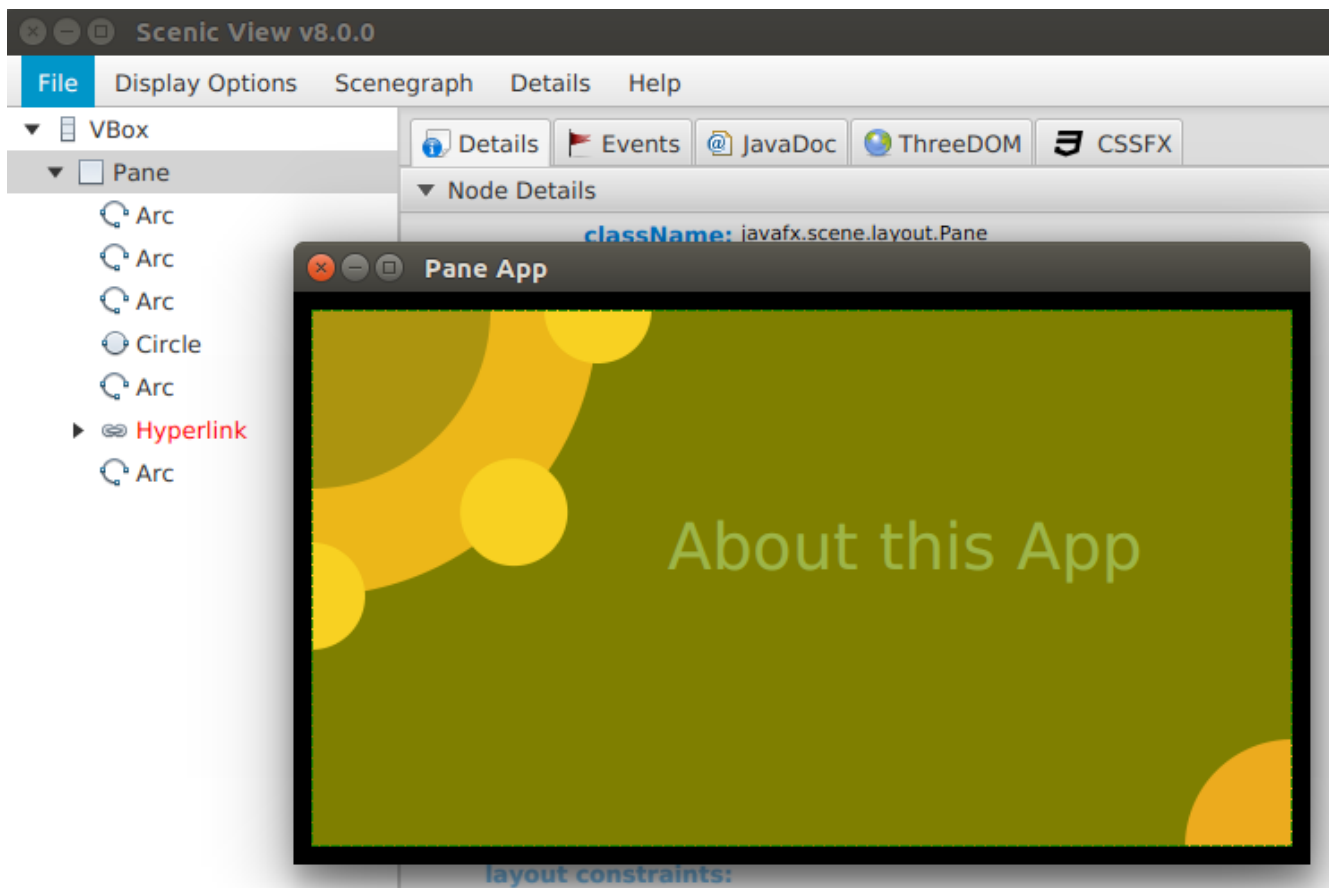 Scenic View v8.0.0
File Display Options Scenegraph Details Help
VBox
Pane
Arc
Arc
Arc
Circle
Arc
Hyperlink
Arc
Details Events JavaDoc ThreeDOM CSSFX
Node Details
className: javafx.scene.layout.Pane
Pane App
About this App
layout constraints: